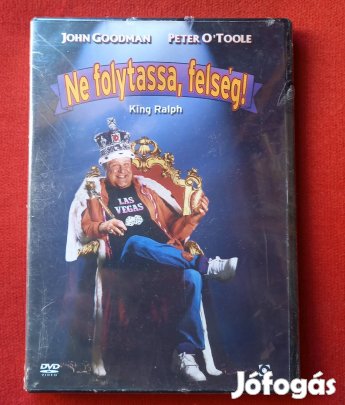 JOHN GOODMAN PETER O'TOOLE
Ne folytassa, felség!
King Ralph
LAS
VEGAS
DVD
VIDEO
Jófogás